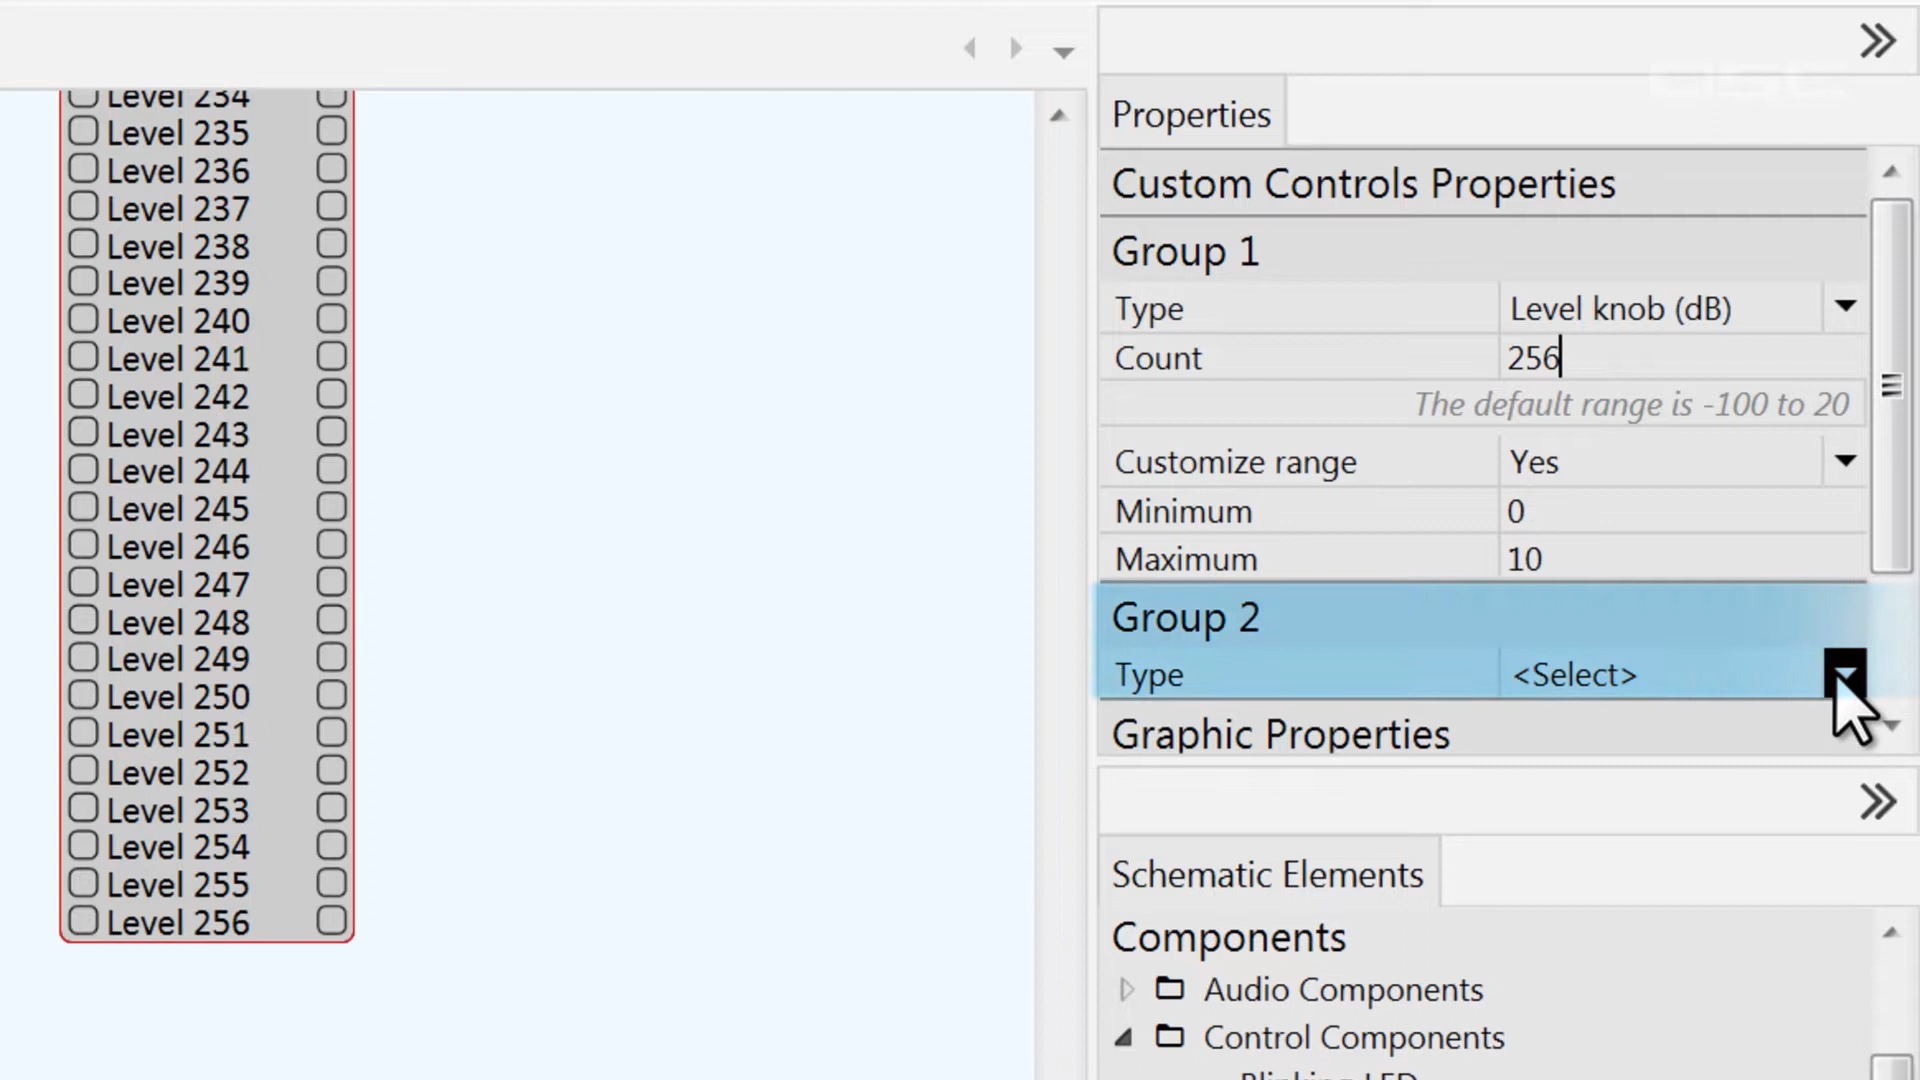 Level 234
Level 235
Level 236
Level 237
Level 238
Level 239
Level 240
Level 241
Level 242
Level 243
Level 244
Level 245
Level 246
Level 247
Level 248
Level 249
Level 250
Level 251
Level 252
Level 253
Level 254
Level 255
Level 256
QSC
Properties
Custom Controls Properties
Group 1
Type Level knob (dB)
Count 256
The default range is -100 to 20
Customize range Yes
Minimum 0
Maximum 10
Group 2
Type <Select>
Graphic Properties
Schematic Elements
Components
Audio Components
Control Components
Blinking LED